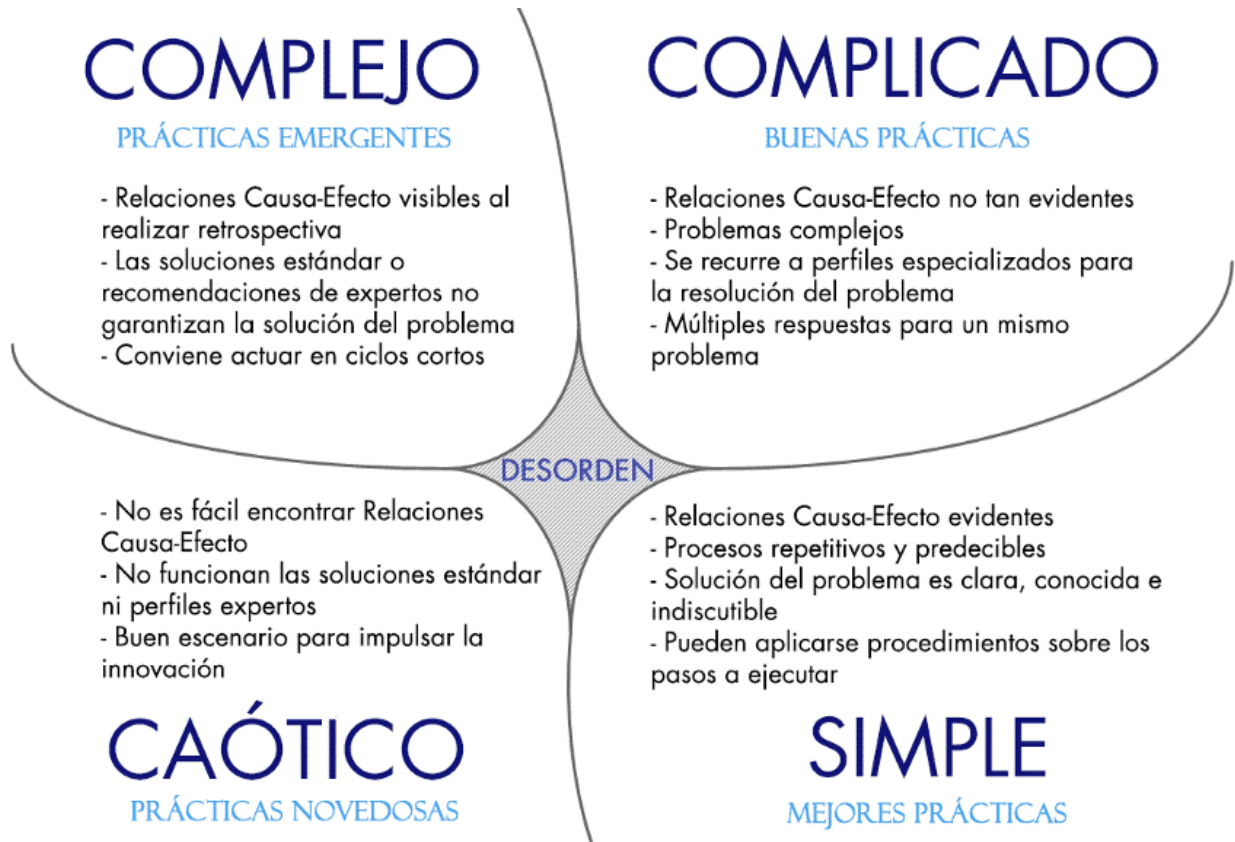 COMPLEJO
PRÁCTICAS EMERGENTES
- Relaciones Causa-Efecto visibles al
realizar retrospectiva
- Las soluciones estándar o
recomendaciones de expertos no
garantizan la solución del problema
- Conviene actuar en ciclos cortos
COMPLICADO
BUENAS PRÁCTICAS
- Relaciones Causa-Efecto no tan evidentes
- Problemas complejos
- Se recurre a perfiles especializados para
la resolución del problema
- Múltiples respuestas para un mismo
problema
DESORDEN
- No es fácil encontrar Relaciones
Causa-Efecto
- No funcionan las soluciones estándar
ni perfiles expertos
- Buen escenario para impulsar la
innovación
CAÓTICO
PRÁCTICAS NOVEDOSAS
- Relaciones Causa-Efecto evidentes
- Procesos repetitivos y predecibles
- Solución del problema es clara, conocida e
indiscutible
- Pueden aplicarse procedimientos sobre los
pasos a ejecutar
SIMPLE
MEJORES PRÁCTICAS